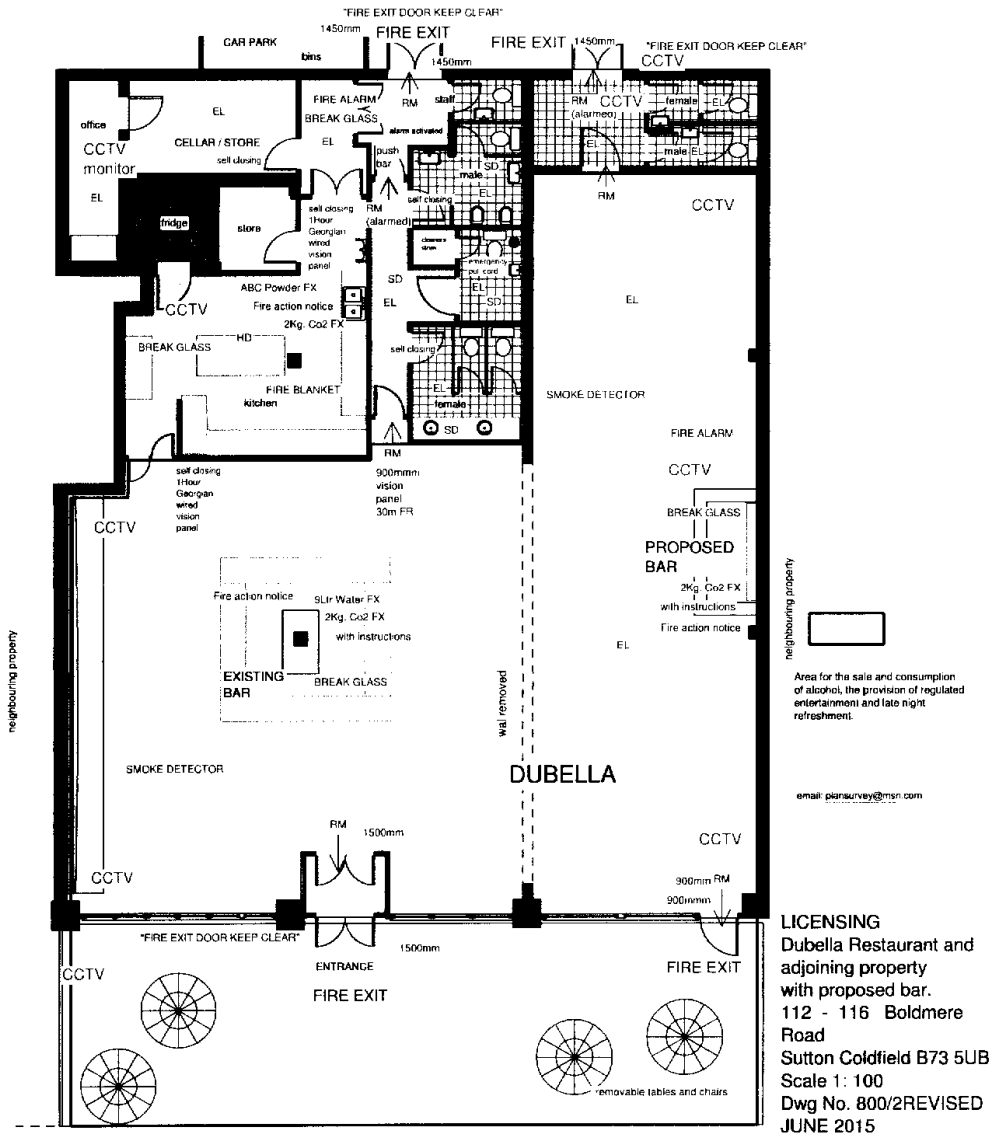 "FIRE EXIT DOOR KEEP CLEAR"
1450mm
FIRE EXIT
CAR PARK
bins
1450mm
FIRE EXIT
1450mm
"FIRE EXIT DOOR KEEP CLEAR"
CCTV
office
CCTV
monitor
EL
EL
CELLAR / STORE
self closing
FIRE ALARM
BREAK GLASS
EL
RM
alarm activated
staff
push
bar
RM
(alarmed)
SD
male
EL
self closing
RM
(alarmed)
CCTV
female
EL
EL
male
EL
RM
CCTV
fridge
store
self closing
1Hour
Georgian
wired
vision
panel
cleaners
store
emergency
pul cord
EL
SD
SD
EL
EL
ABC Powder FX
Fire action notice
2Kg. Co2 FX
CCTV
BREAK GLASS
HD
FIRE BLANKET
kitchen
self closing
EL
female
SD
SMOKE DETECTOR
FIRE ALARM
CCTV
RM
900mmm
vision
panel
30m FR
self closing
1Hour
Georgian
wired
vision
panel
CCTV
BREAK GLASS
PROPOSED
BAR
2Kg. Co2 FX
with instructions
Fire action notice
EL
neighbouring property
Fire action notice
9Ltr Water FX
2Kg. Co2 FX
with instructions
EXISTING
BAR
BREAK GLASS
neighbouring property
wal removed
Area for the sale and consumption
of alcohol, the provision of regulated
entertainment and late night
refreshment.
SMOKE DETECTOR
DUBELLA
email: plansurvey@msn.com
RM
1500mm
CCTV
CCTV
900mm
RM
900mmm
"FIRE EXIT DOOR KEEP CLEAR"
1500mm
CCTV
ENTRANCE
FIRE EXIT
FIRE EXIT
removable tables and chairs
LICENSING
Dubella Restaurant and
adjoining property
with proposed bar.
112 - 116 Boldmere
Road
Sutton Coldfield B73 5UB
Scale 1: 100
Dwg No. 800/2REVISED
JUNE 2015